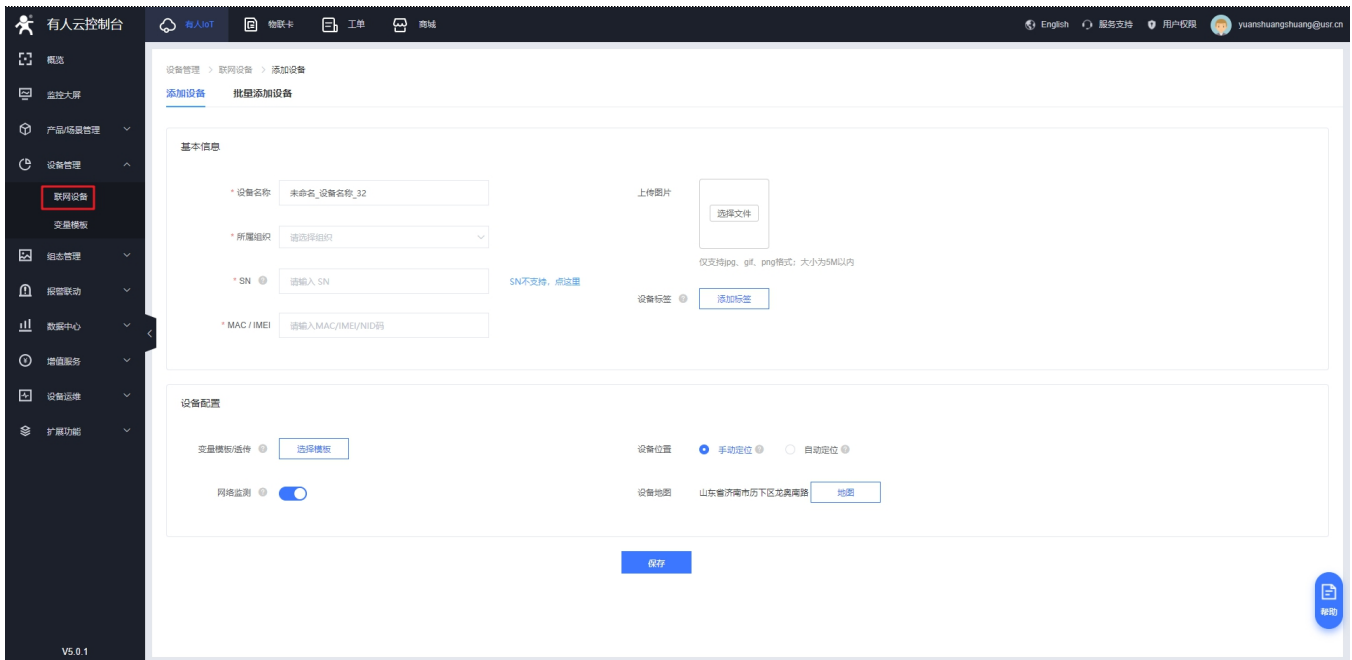 有人云控制台
有人IoT 物联卡 工单 商城
English 服务支持 用户权限 yuanshuangshuang@usr.cn
概览
监控大屏
产品/场景管理
设备管理
联网设备
变量模板
组态管理
报警联动
数据中心
增值服务
设备运维
扩展功能
V5.0.1
设备管理 > 联网设备 > 添加设备
添加设备 批量添加设备
基本信息
* 设备名称 未命名_设备名称_32
* 所属组织 请选择组织
* SN 请输入 SN SN不支持，点这里
* MAC / IMEI 请输入MAC/IMEI/NID码
上传图片 选择文件
仅支持jpg、gif、png格式；大小为5M以内
设备标签 添加标签
设备配置
变量模板/透传 选择模板
网络监测
设备位置 手动定位 自动定位
设备地图 山东省济南市历下区龙奥南路 地图
保存
帮助